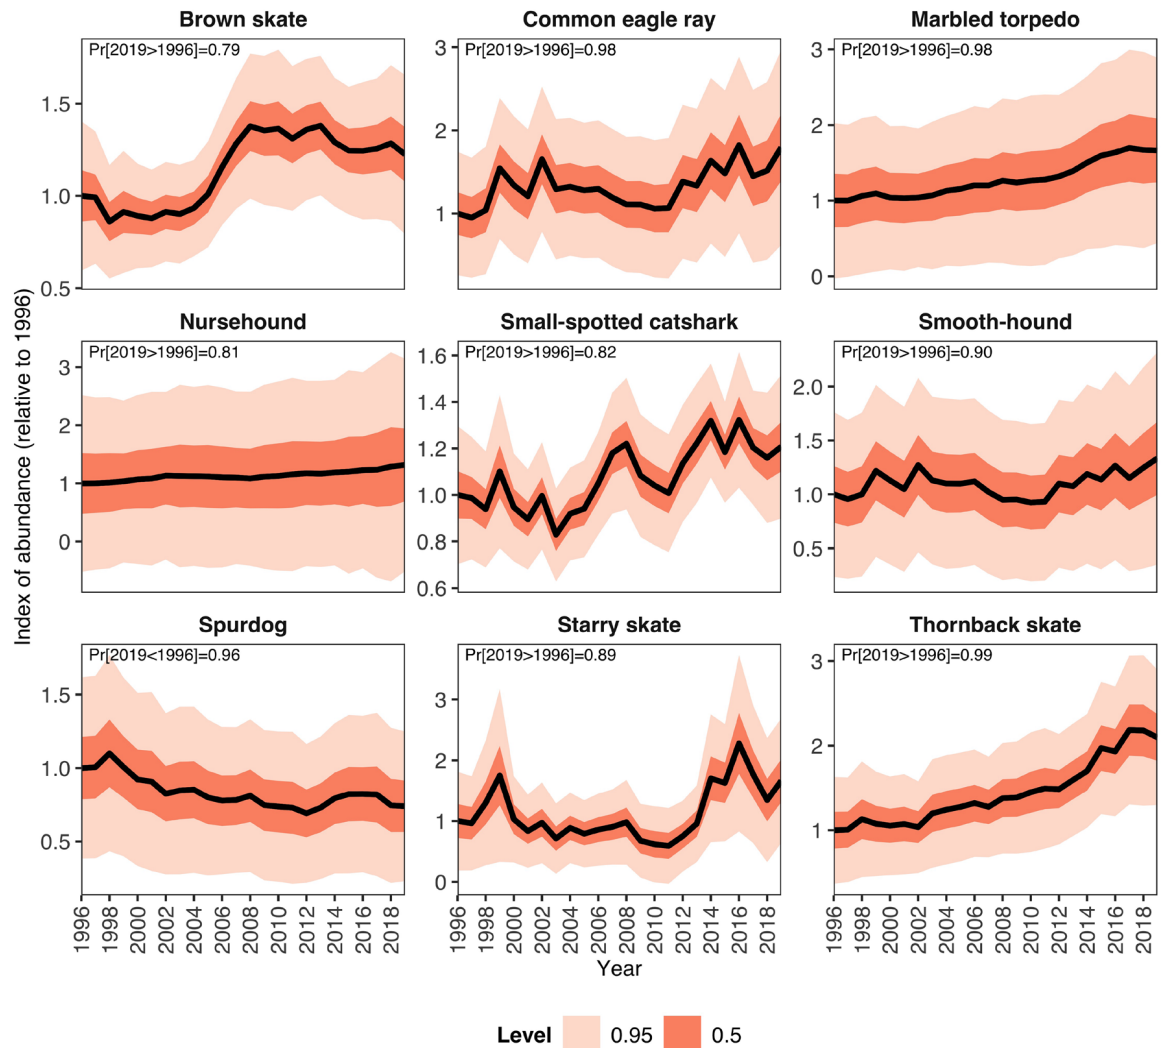 Brown skate
Common eagle ray
Marbled torpedo
Pr[2019>1996]=0.79
Pr[2019>1996]=0.98
Pr[2019>1996]=0.98
1.5
1.0
0.5
3
2
1
3
2
1
0
Nursehound
Small-spotted catshark
Smooth-hound
Pr[2019>1996]=0.81
Pr[2019>1996]=0.82
Pr[2019>1996]=0.90
3
2
1
0
1.6
1.4
1.2
1.0
0.8
0.6
2.0
1.5
1.0
0.5
Index of abundance (relative to 1996)
Spurdog
Starry skate
Thornback skate
Pr[2019<1996]=0.96
Pr[2019>1996]=0.89
Pr[2019>1996]=0.99
1.5
1.0
0.5
3
2
1
0
3
2
1
1996 1998 2000 2002 2004 2006 2008 2010 2012 2014 2016 2018
1996 1998 2000 2002 2004 2006 2008 2010 2012 2014 2016 2018
1996 1998 2000 2002 2004 2006 2008 2010 2012 2014 2016 2018
Year
Level 0.95 0.5